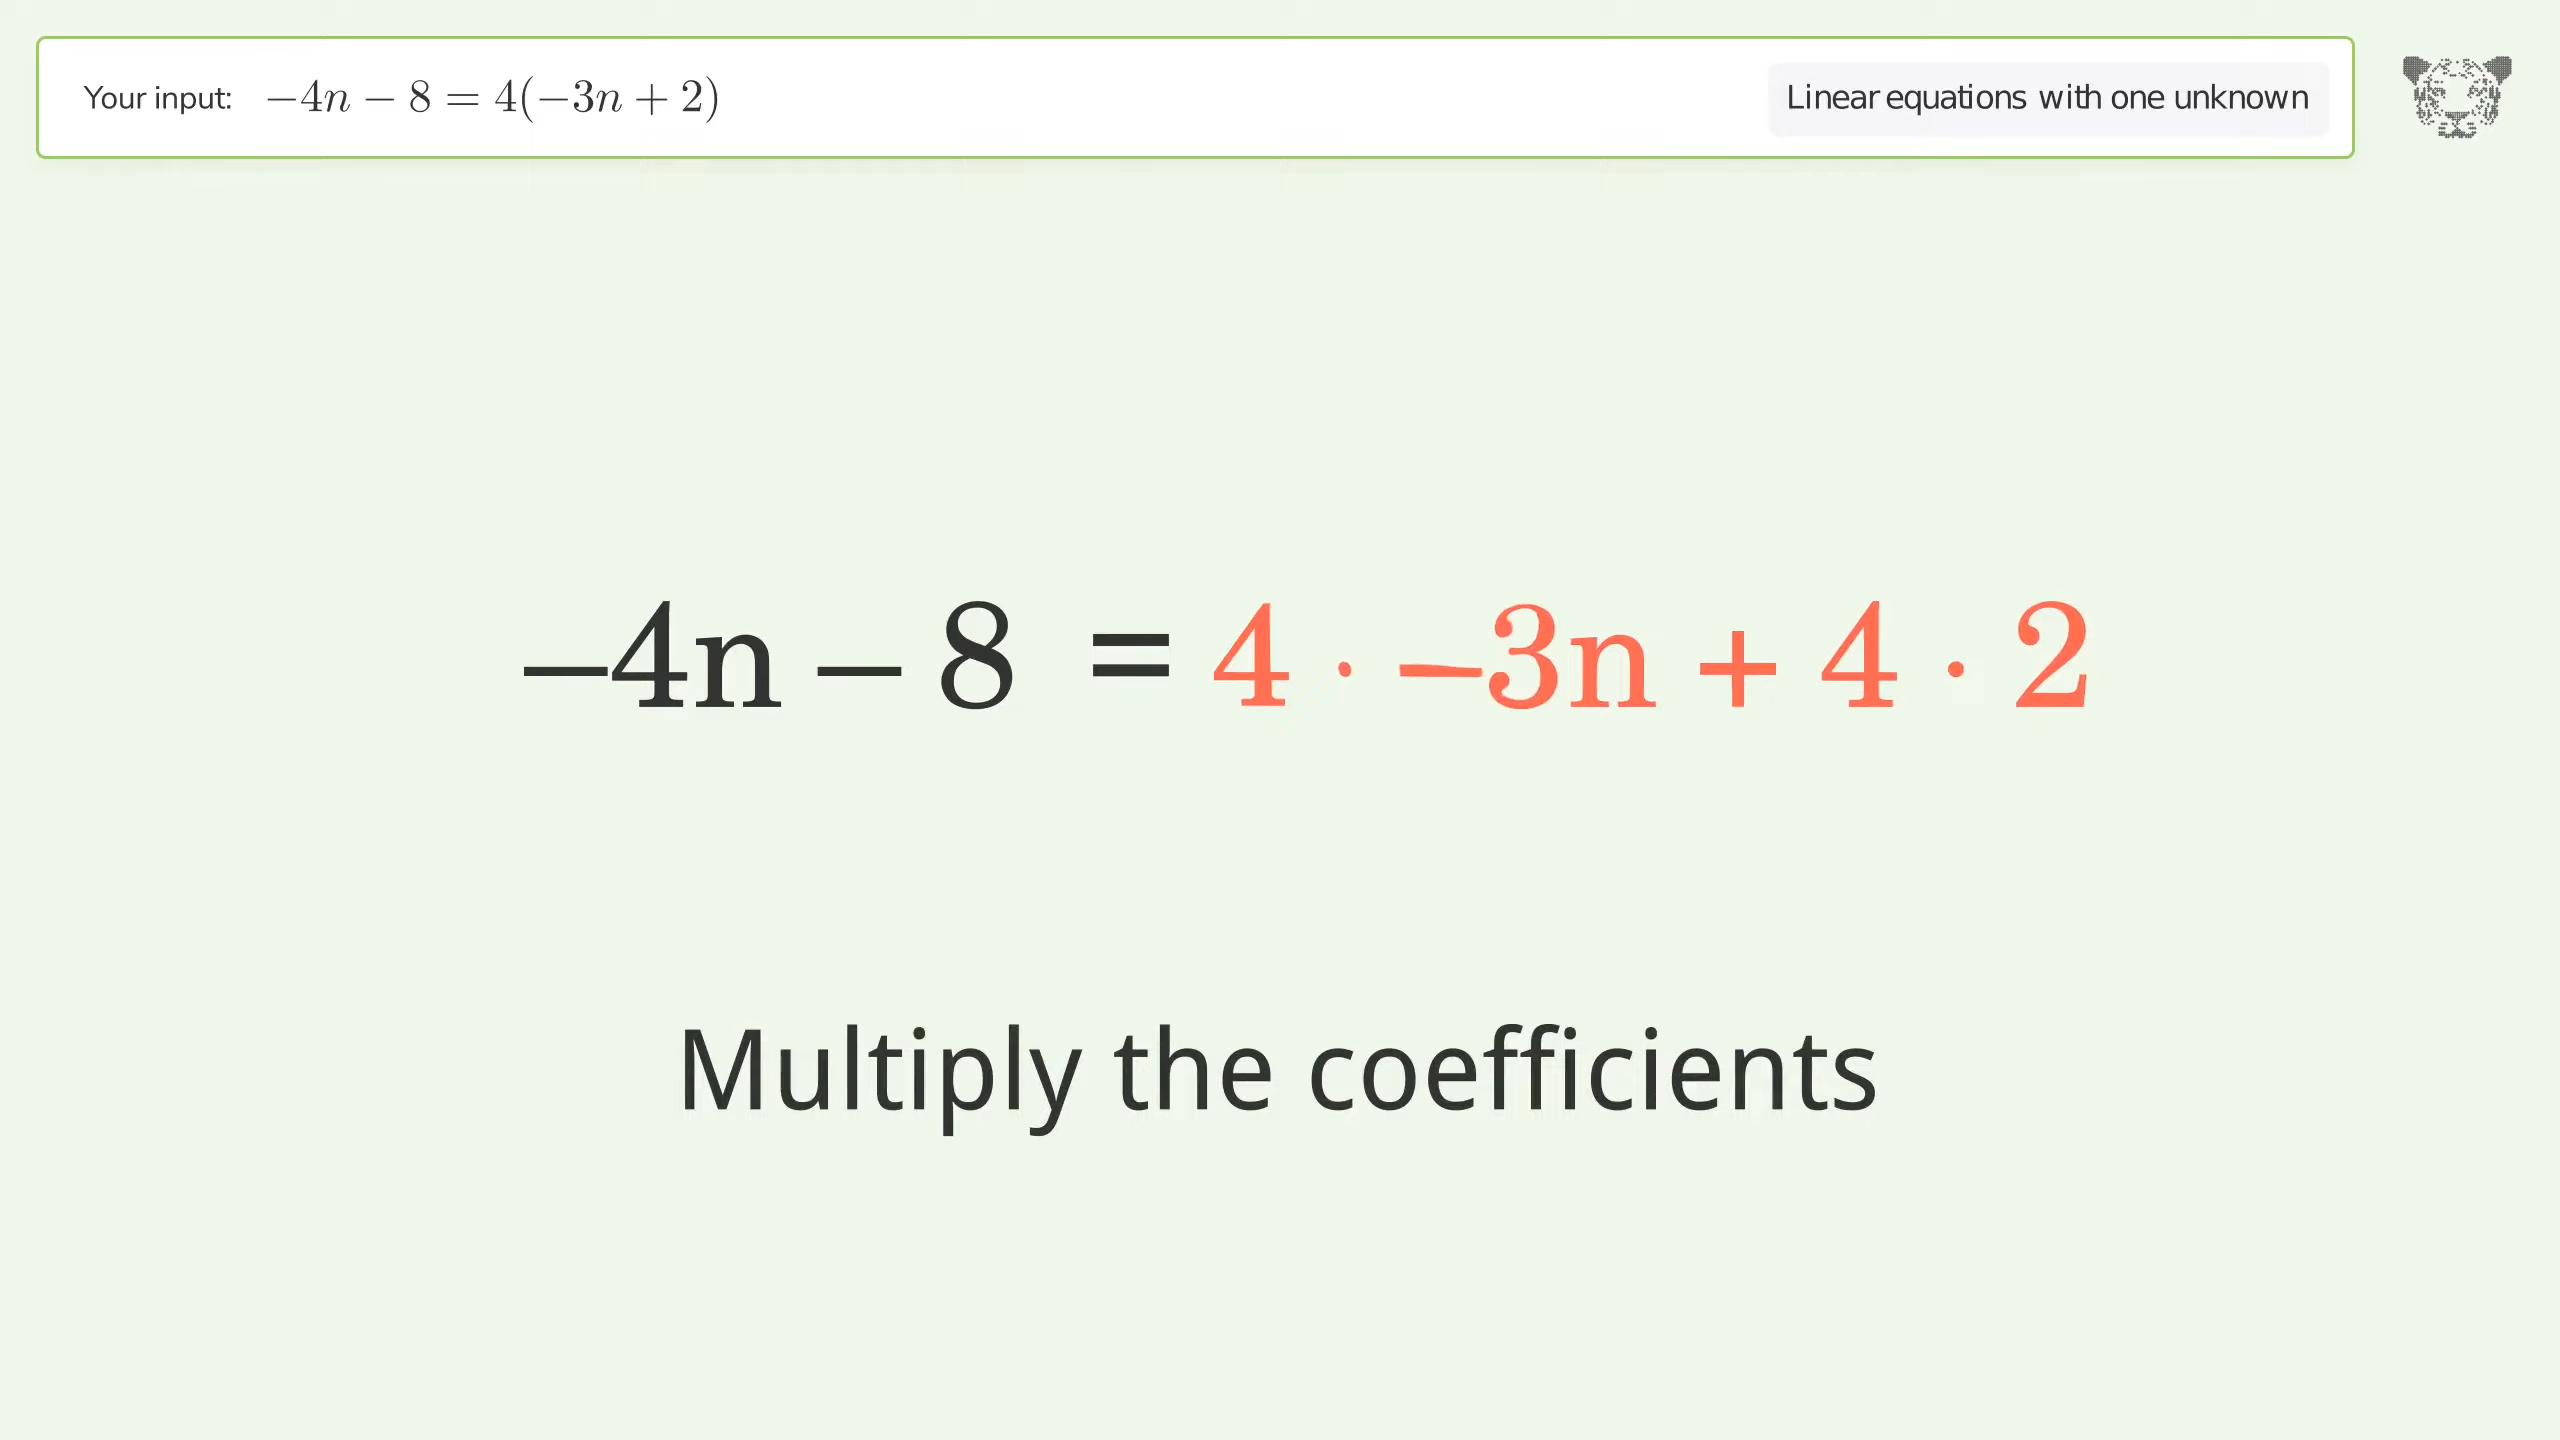 Your input: −4n − 8 = 4(−3n + 2)
Linear equations with one unknown
−4n − 8 = 4 · −3n + 4 · 2
Multiply the coefficients